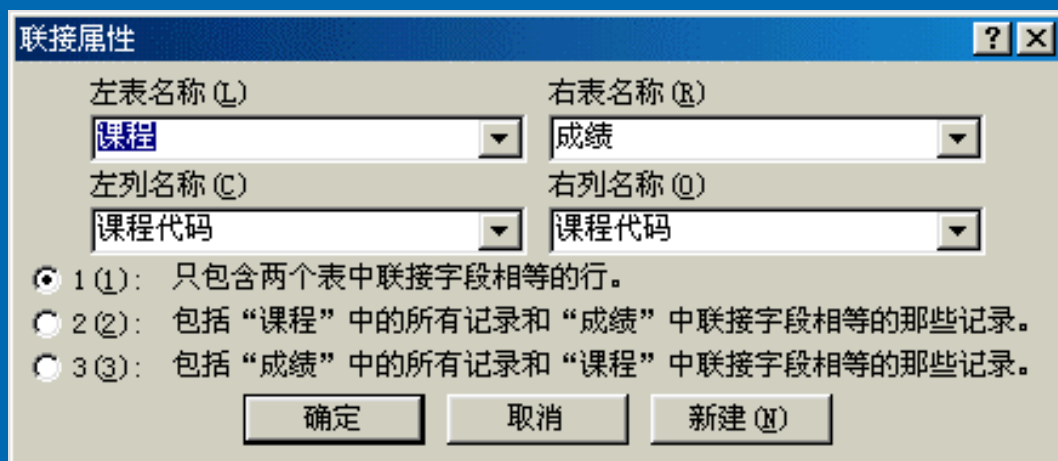 联接属性
左表名称(L) 右表名称(R)
课程 成绩
左列名称(C) 右列名称(O)
课程代码 课程代码
1(1): 只包含两个表中联接字段相等的行。
2(2): 包括“课程”中的所有记录和“成绩”中联接字段相等的那些记录。
3(3): 包括“成绩”中的所有记录和“课程”中联接字段相等的那些记录。
确定 取消 新建(N)